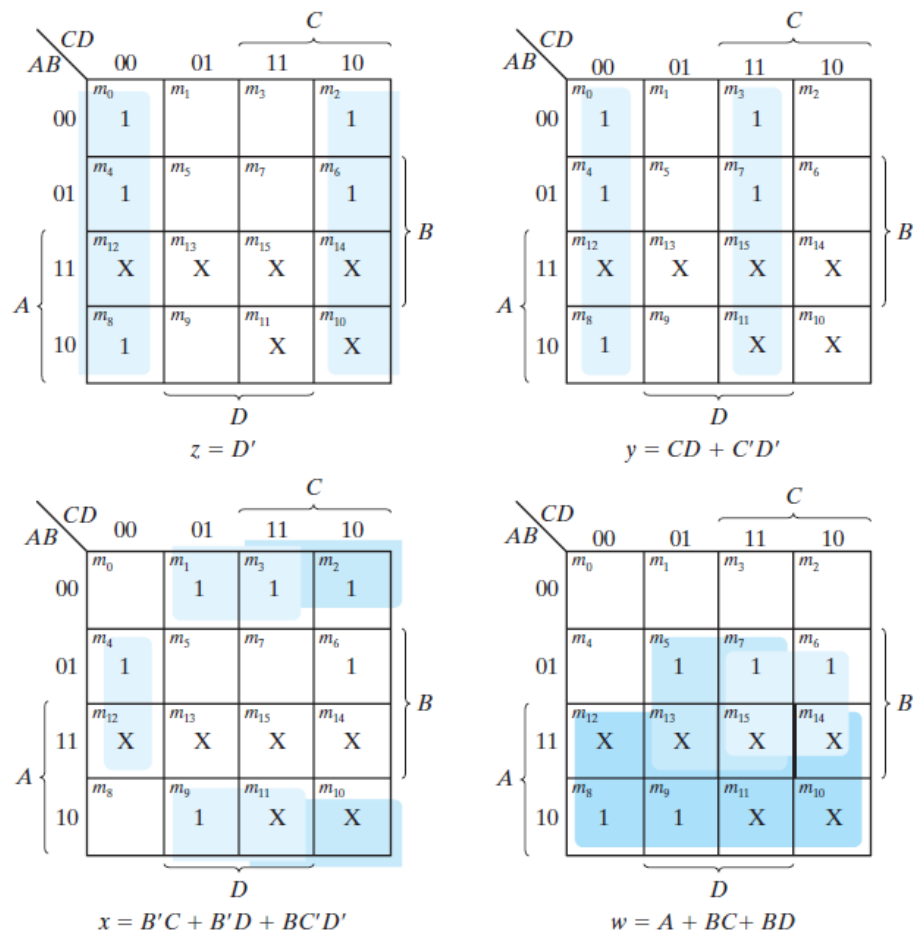 C C
CD CD
AB 00 01 11 10 AB 00 01 11 10
m0 m1 m3 m2 m0 m1 m3 m2
00 1 1 00 1 1
m4 m5 m7 m6 m4 m5 m7 m6
01 1 1 01 1 1
B B
m12 m13 m15 m14 m12 m13 m15 m14
11 X X X X 11 X X X X
A A
m8 m9 m11 m10 m8 m9 m11 m10
10 1 X X 10 1 X X
D D
z = D' y = CD + C'D'
C C
CD CD
AB 00 01 11 10 AB 00 01 11 10
m0 m1 m3 m2 m0 m1 m3 m2
00 1 1 1 00
m4 m5 m7 m6 m4 m5 m7 m6
01 1 1 01 1 1 1
B B
m12 m13 m15 m14 m12 m13 m15 m14
11 X X X X 11 X X X X
A A
m8 m9 m11 m10 m8 m9 m11 m10
10 1 X X 10 1 1 X X
D D
x = B'C + B'D + BC'D' w = A + BC+ BD